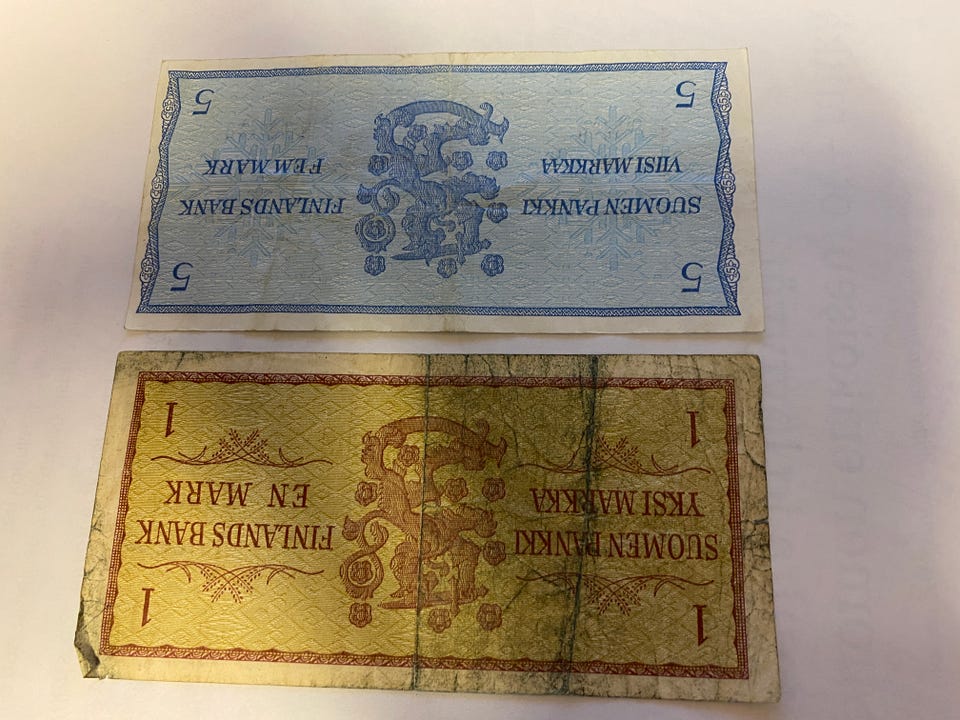 5 5
SUOMEN PANKKI FINLANDS BANK
VIISI MARKKAA FEM MARK
5 5
1 1
SUOMEN PANKKI FINLANDS BANK
YKSI MARKKA EN MARK
1 1